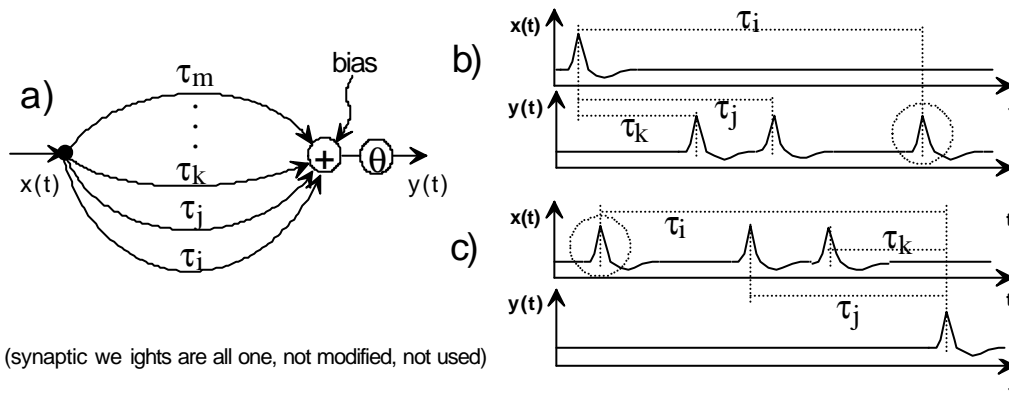 a)
bias
τm
x(t)
τk
τj
τi
+
θ
y(t)
b)
x(t)
τi
y(t)
τk
τj
c)
x(t)
τi
τk
t
y(t)
τj
t
(synaptic we ights are all one, not modified, not used)